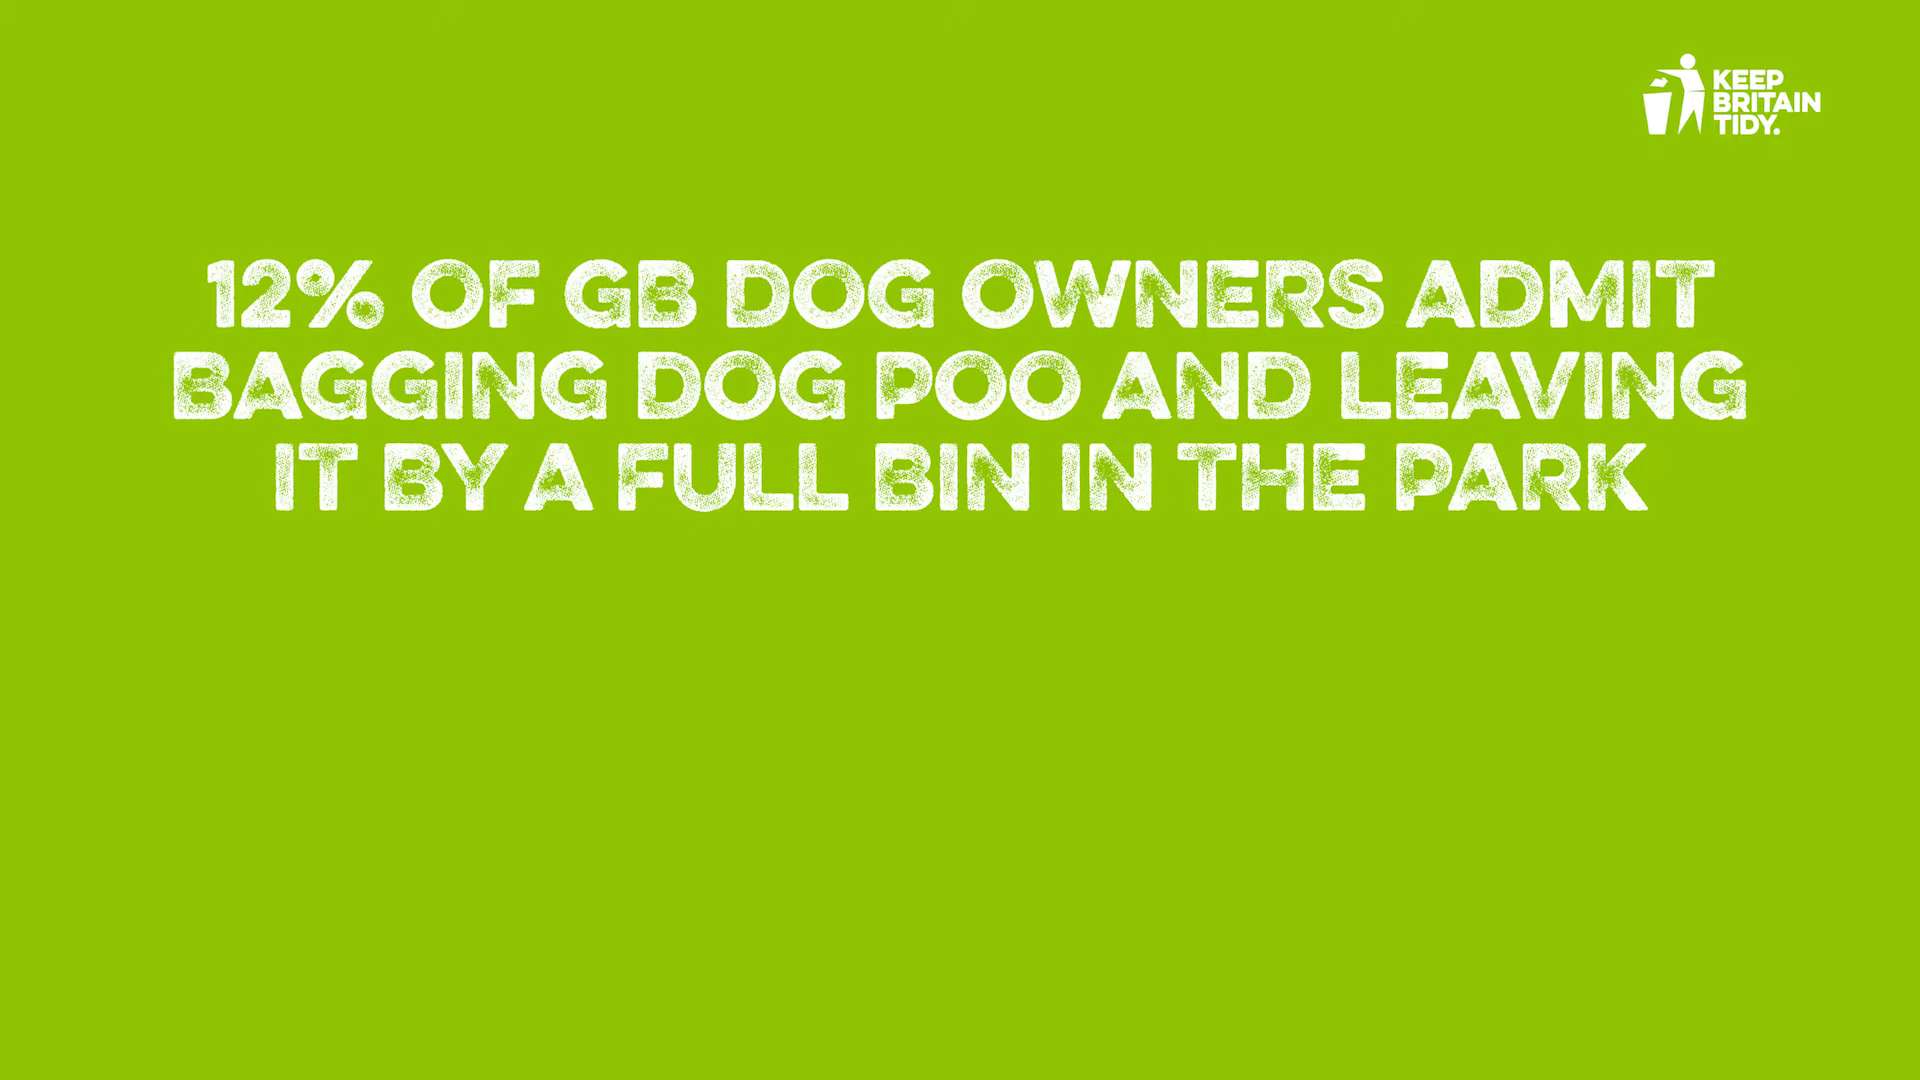 KEEP
BRITAIN
TIDY.
12% OF GB DOG OWNERS ADMIT
BAGGING DOG POO AND LEAVING
IT BY A FULL BIN IN THE PARK